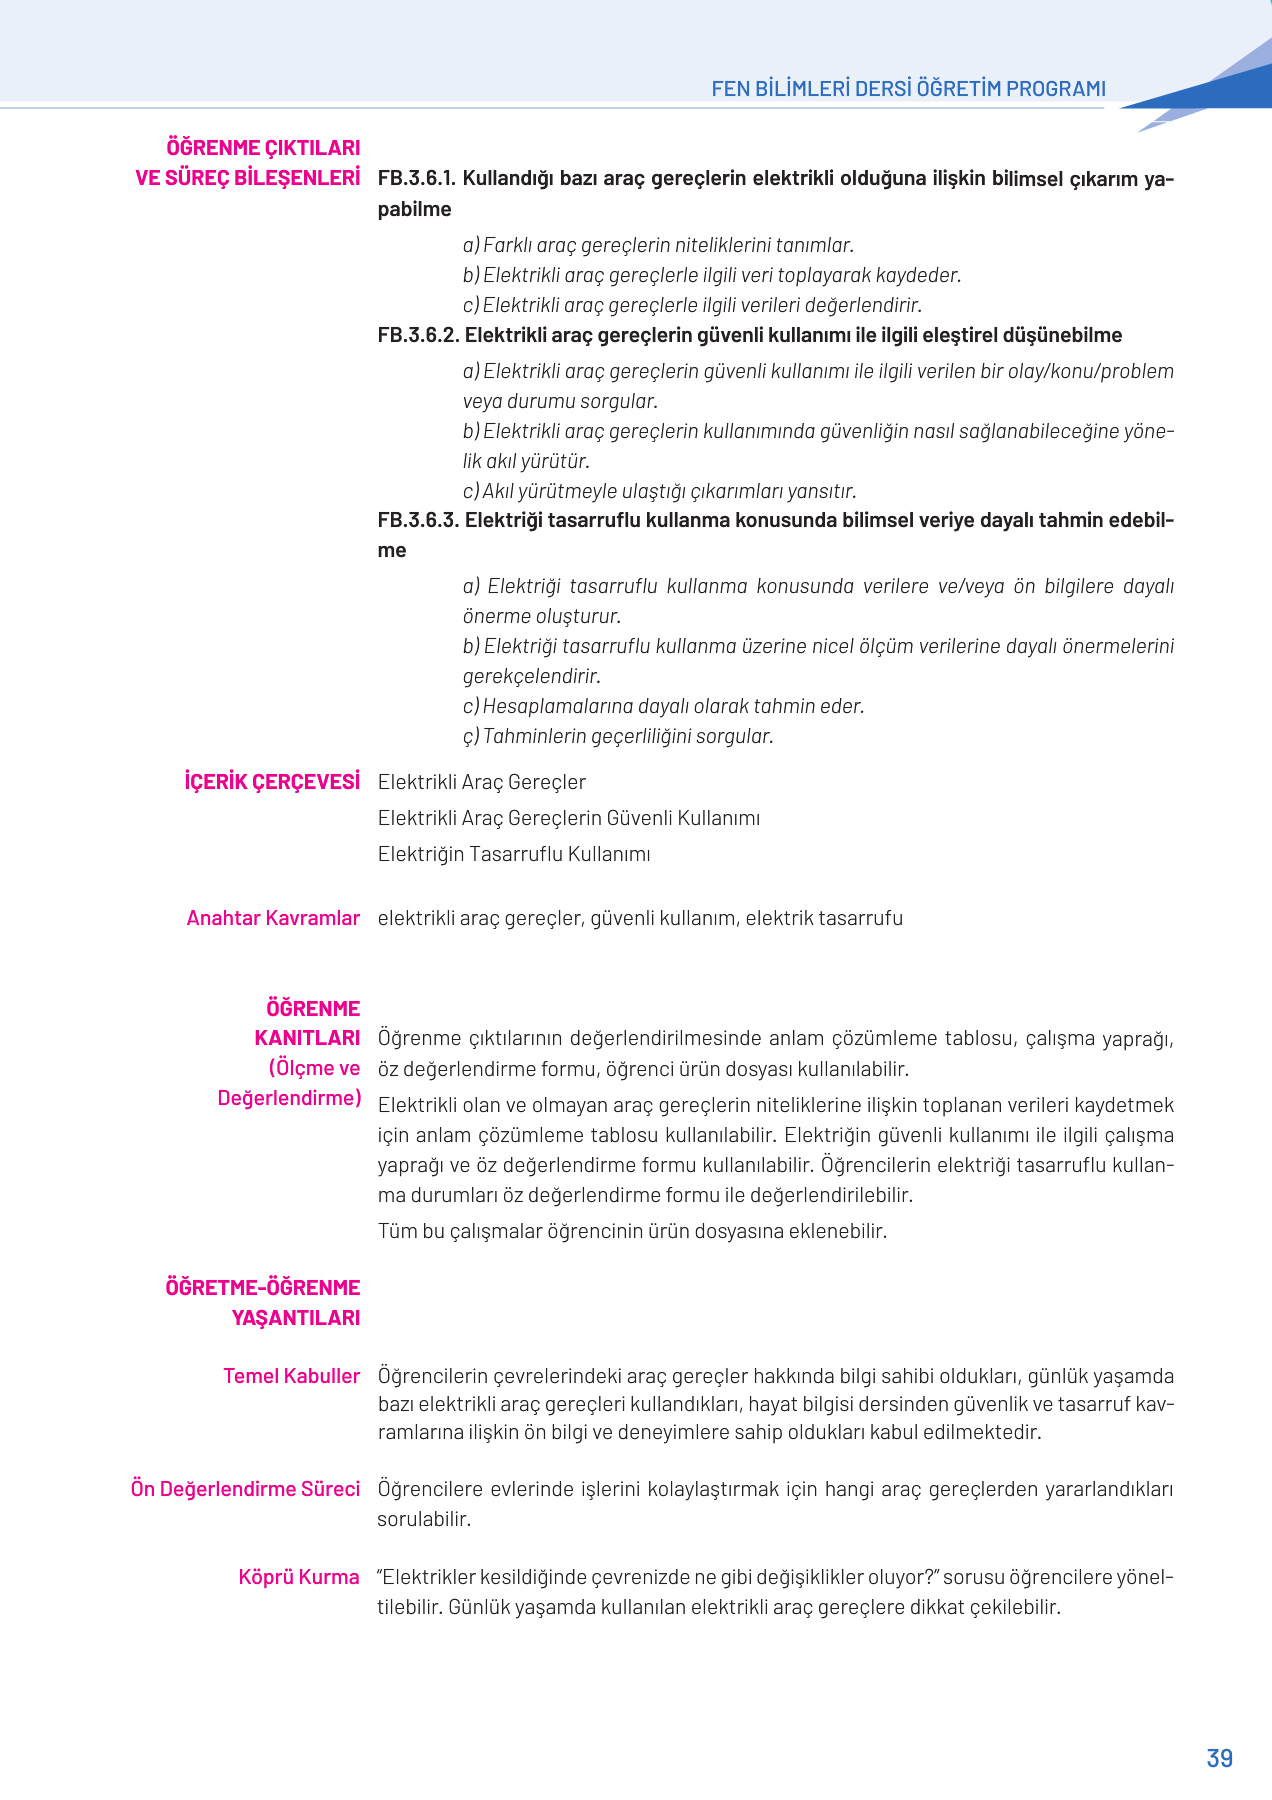 FEN BİLİMLERİ DERSİ ÖĞRETİM PROGRAMI
ÖĞRENME ÇIKTILARI
VE SÜREÇ BİLEŞENLERİ
FB.3.6.1. Kullandığı bazı araç gereçlerin elektrikli olduğuna ilişkin bilimsel çıkarım ya-
pabilme
a) Farklı araç gereçlerin niteliklerini tanımlar.
b) Elektrikli araç gereçlerle ilgili veri toplayarak kaydeder.
c) Elektrikli araç gereçlerle ilgili verileri değerlendirir.
FB.3.6.2. Elektrikli araç gereçlerin güvenli kullanımı ile ilgili eleştirel düşünebilme
a) Elektrikli araç gereçlerin güvenli kullanımı ile ilgili verilen bir olay/konu/problem
veya durumu sorgular.
b) Elektrikli araç gereçlerin kullanımında güvenliğin nasıl sağlanabileceğine yöne-
lik akıl yürütür.
c) Akıl yürütmeyle ulaştığı çıkarımları yansıtır.
FB.3.6.3. Elektriği tasarruflu kullanma konusunda bilimsel veriye dayalı tahmin edebil-
me
a) Elektriği tasarruflu kullanma konusunda verilere ve/veya ön bilgilere dayalı
önerme oluşturur.
b) Elektriği tasarruflu kullanma üzerine nicel ölçüm verilerine dayalı önermelerini
gerekçelendirir.
c) Hesaplamalarına dayalı olarak tahmin eder.
ç) Tahminlerin geçerliliğini sorgular.
İÇERİK ÇERÇEVESİ
Elektrikli Araç Gereçler
Elektrikli Araç Gereçlerin Güvenli Kullanımı
Elektriğin Tasarruflu Kullanımı
Anahtar Kavramlar
elektrikli araç gereçler, güvenli kullanım, elektrik tasarrufu
ÖĞRENME
KANITLARI
(Ölçme ve
Değerlendirme)
Öğrenme çıktılarının değerlendirilmesinde anlam çözümleme tablosu, çalışma yaprağı,
öz değerlendirme formu, öğrenci ürün dosyası kullanılabilir.
Elektrikli olan ve olmayan araç gereçlerin niteliklerine ilişkin toplanan verileri kaydetmek
için anlam çözümleme tablosu kullanılabilir. Elektriğin güvenli kullanımı ile ilgili çalışma
yaprağı ve öz değerlendirme formu kullanılabilir. Öğrencilerin elektriği tasarruflu kullan-
ma durumları öz değerlendirme formu ile değerlendirilebilir.
Tüm bu çalışmalar öğrencinin ürün dosyasına eklenebilir.
ÖĞRETME-ÖĞRENME
YAŞANTILARI
Temel Kabuller
Öğrencilerin çevrelerindeki araç gereçler hakkında bilgi sahibi oldukları, günlük yaşamda
bazı elektrikli araç gereçleri kullandıkları, hayat bilgisi dersinden güvenlik ve tasarruf kav-
ramlarına ilişkin ön bilgi ve deneyimlere sahip oldukları kabul edilmektedir.
Ön Değerlendirme Süreci
Öğrencilere evlerinde işlerini kolaylaştırmak için hangi araç gereçlerden yararlandıkları
sorulabilir.
Köprü Kurma
“Elektrikler kesildiğinde çevrenizde ne gibi değişiklikler oluyor?” sorusu öğrencilere yönel-
tilebilir. Günlük yaşamda kullanılan elektrikli araç gereçlere dikkat çekilebilir.
39